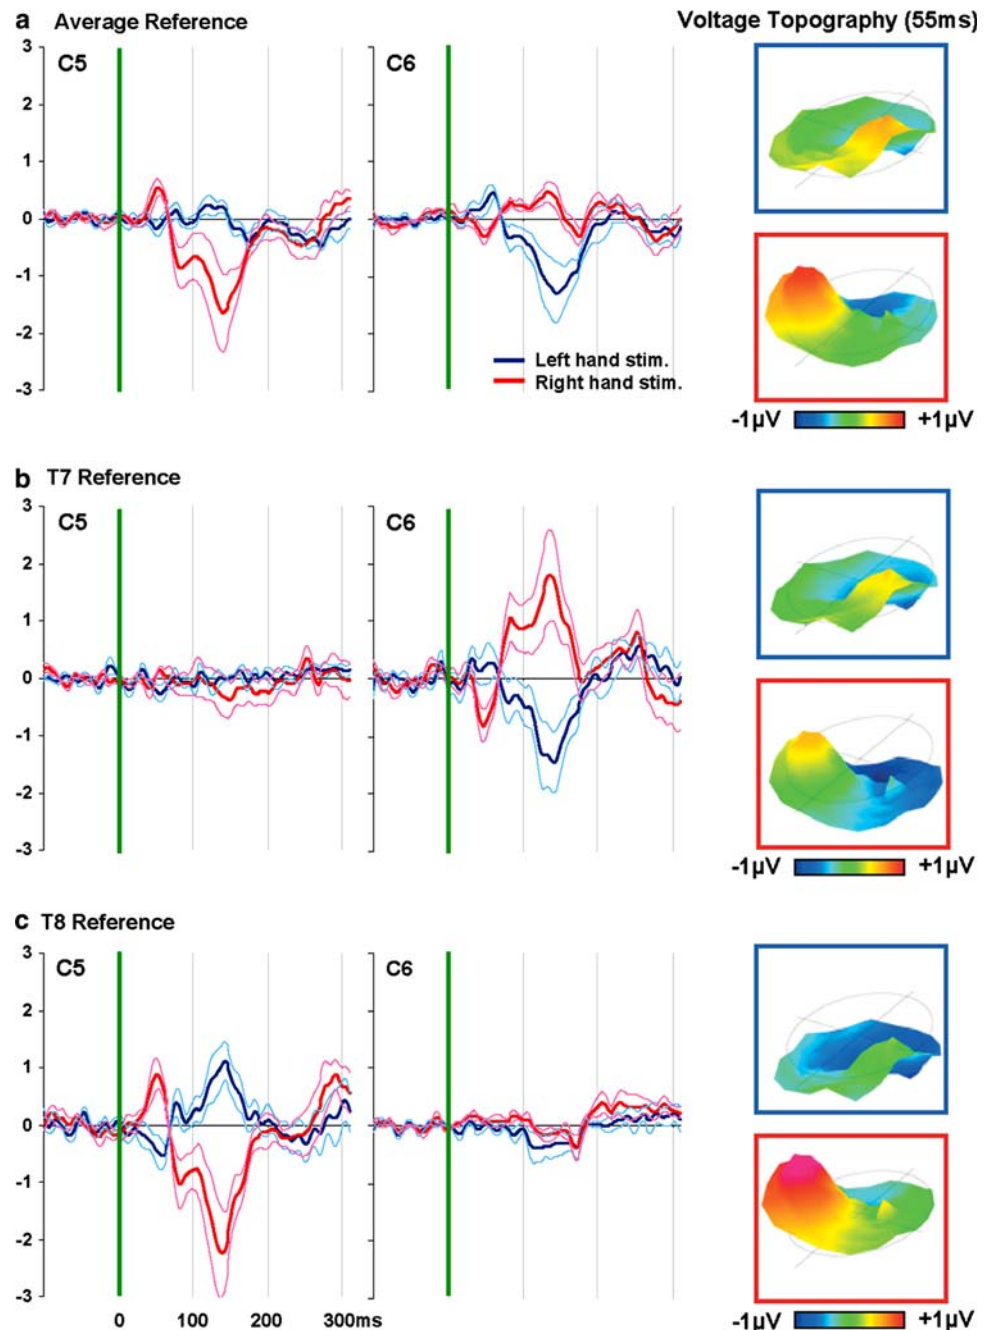 a Average Reference
Voltage Topography (55ms)
3
2
1
0
-1
-2
-3
C5
C6
Left hand stim.
Right hand stim.
-1µV +1µV
b T7 Reference
3
2
1
0
-1
-2
-3
C5
C6
-1µV +1µV
c T8 Reference
3
2
1
0
-1
-2
-3
C5
C6
0 100 200 300ms
-1µV +1µV